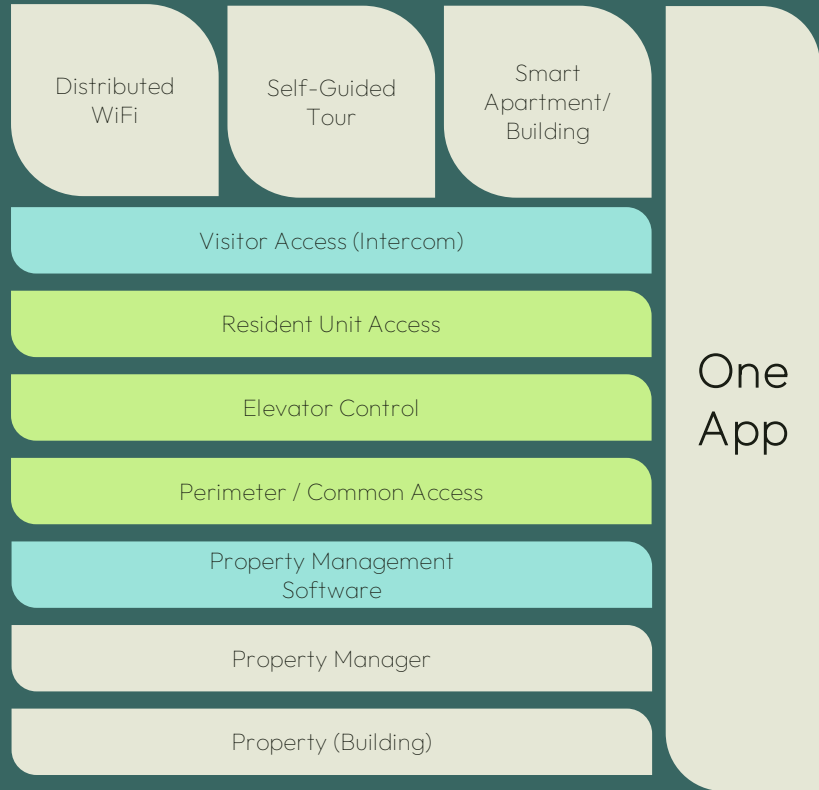 Distributed
WiFi
Self-Guided
Tour
Smart
Apartment/
Building
Visitor Access (Intercom)
Resident Unit Access
Elevator Control
Perimeter / Common Access
Property Management
Software
Property Manager
Property (Building)
One
App